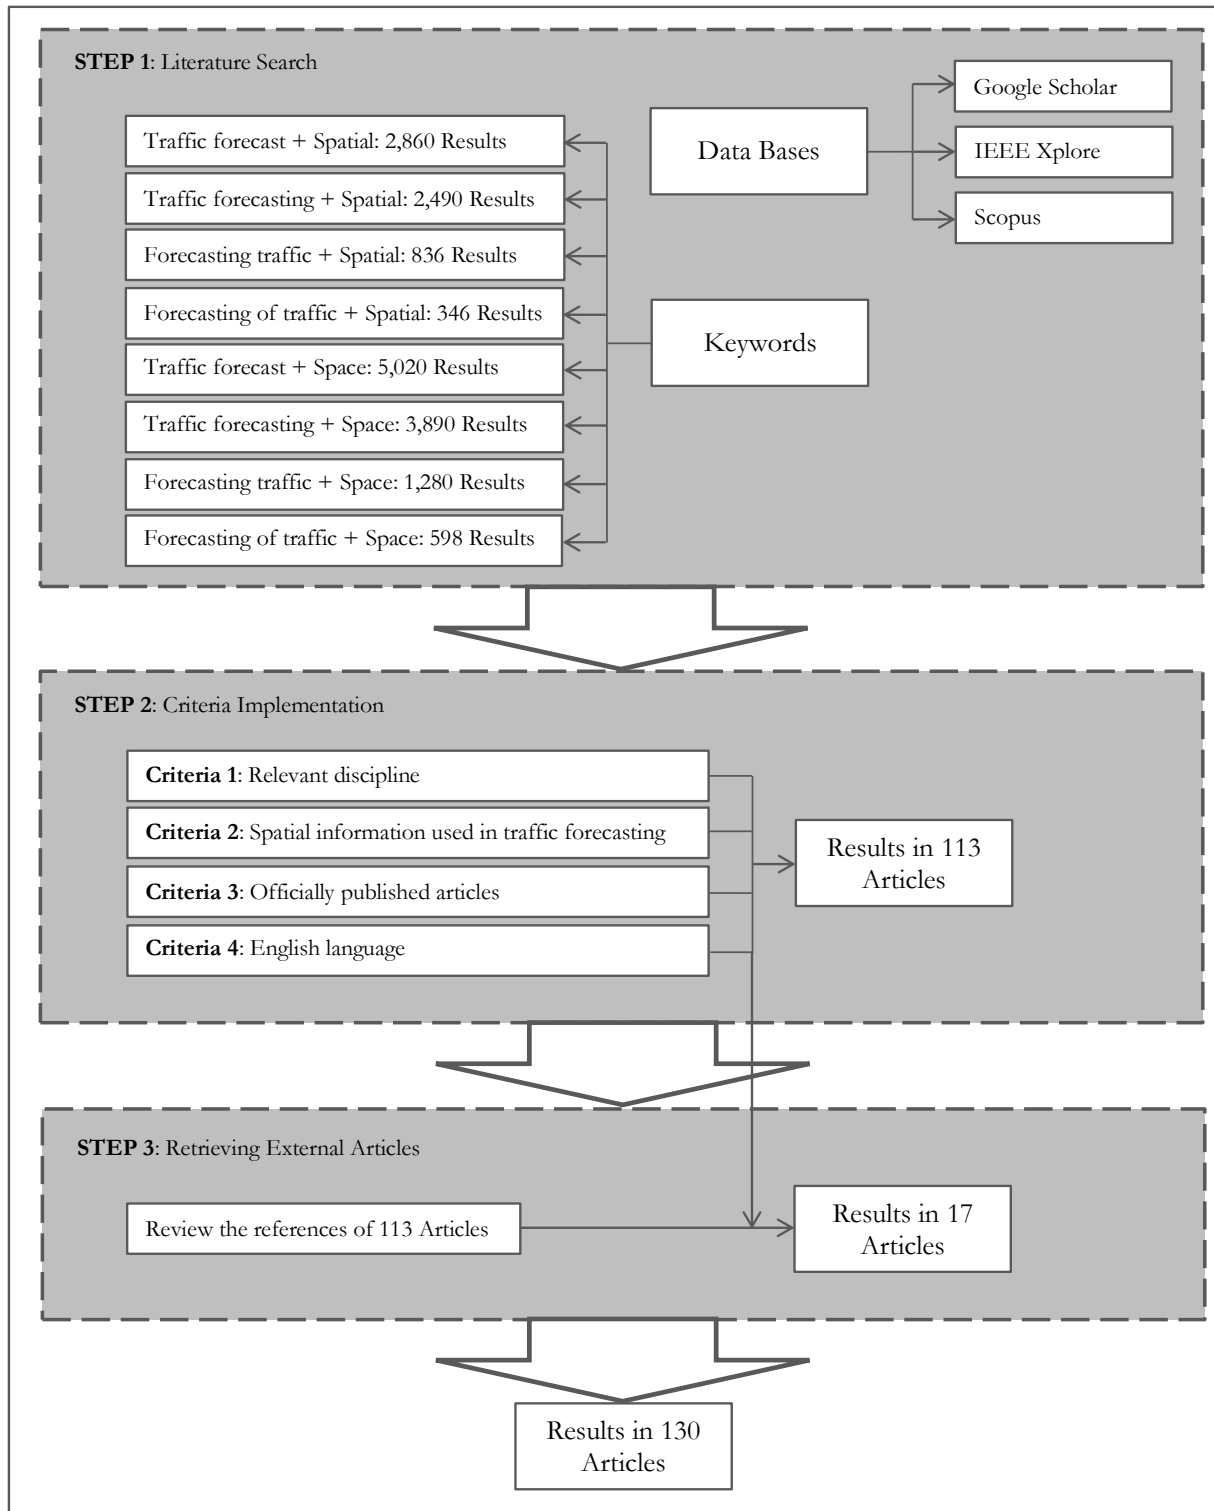 STEP 1: Literature Search
Traffic forecast + Spatial: 2,860 Results
Traffic forecasting + Spatial: 2,490 Results
Forecasting traffic + Spatial: 836 Results
Forecasting of traffic + Spatial: 346 Results
Traffic forecast + Space: 5,020 Results
Traffic forecasting + Space: 3,890 Results
Forecasting traffic + Space: 1,280 Results
Forecasting of traffic + Space: 598 Results
Data Bases
Keywords
Google Scholar
IEEE Xplore
Scopus
STEP 2: Criteria Implementation
Criteria 1: Relevant discipline
Criteria 2: Spatial information used in traffic forecasting
Criteria 3: Officially published articles
Criteria 4: English language
Results in 113
Articles
STEP 3: Retrieving External Articles
Review the references of 113 Articles
Results in 17
Articles
Results in 130
Articles